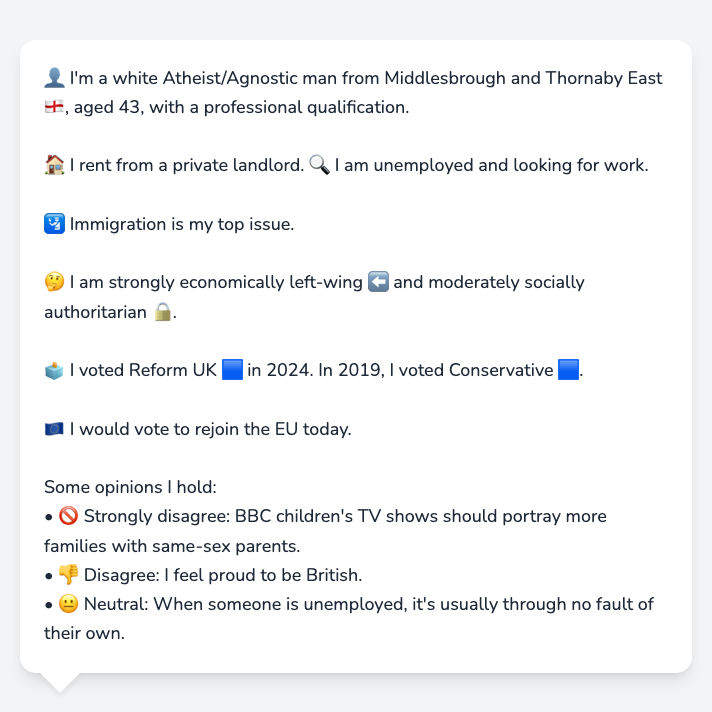 👤 I'm a white Atheist/Agnostic man from Middlesbrough and Thornaby East
🏴󠁧󠁢󠁥󠁮󠁧󠁿, aged 43, with a professional qualification.
🏠 I rent from a private landlord. 🔍 I am unemployed and looking for work.
🛂 Immigration is my top issue.
🤔 I am strongly economically left-wing ⬅️ and moderately socially
authoritarian 🔒.
🗳️ I voted Reform UK 🟦 in 2024. In 2019, I voted Conservative 🟦.
🇪🇺 I would vote to rejoin the EU today.
Some opinions I hold:
• 🚫 Strongly disagree: BBC children's TV shows should portray more
families with same-sex parents.
• 👎 Disagree: I feel proud to be British.
• 😐 Neutral: When someone is unemployed, it's usually through no fault of
their own.